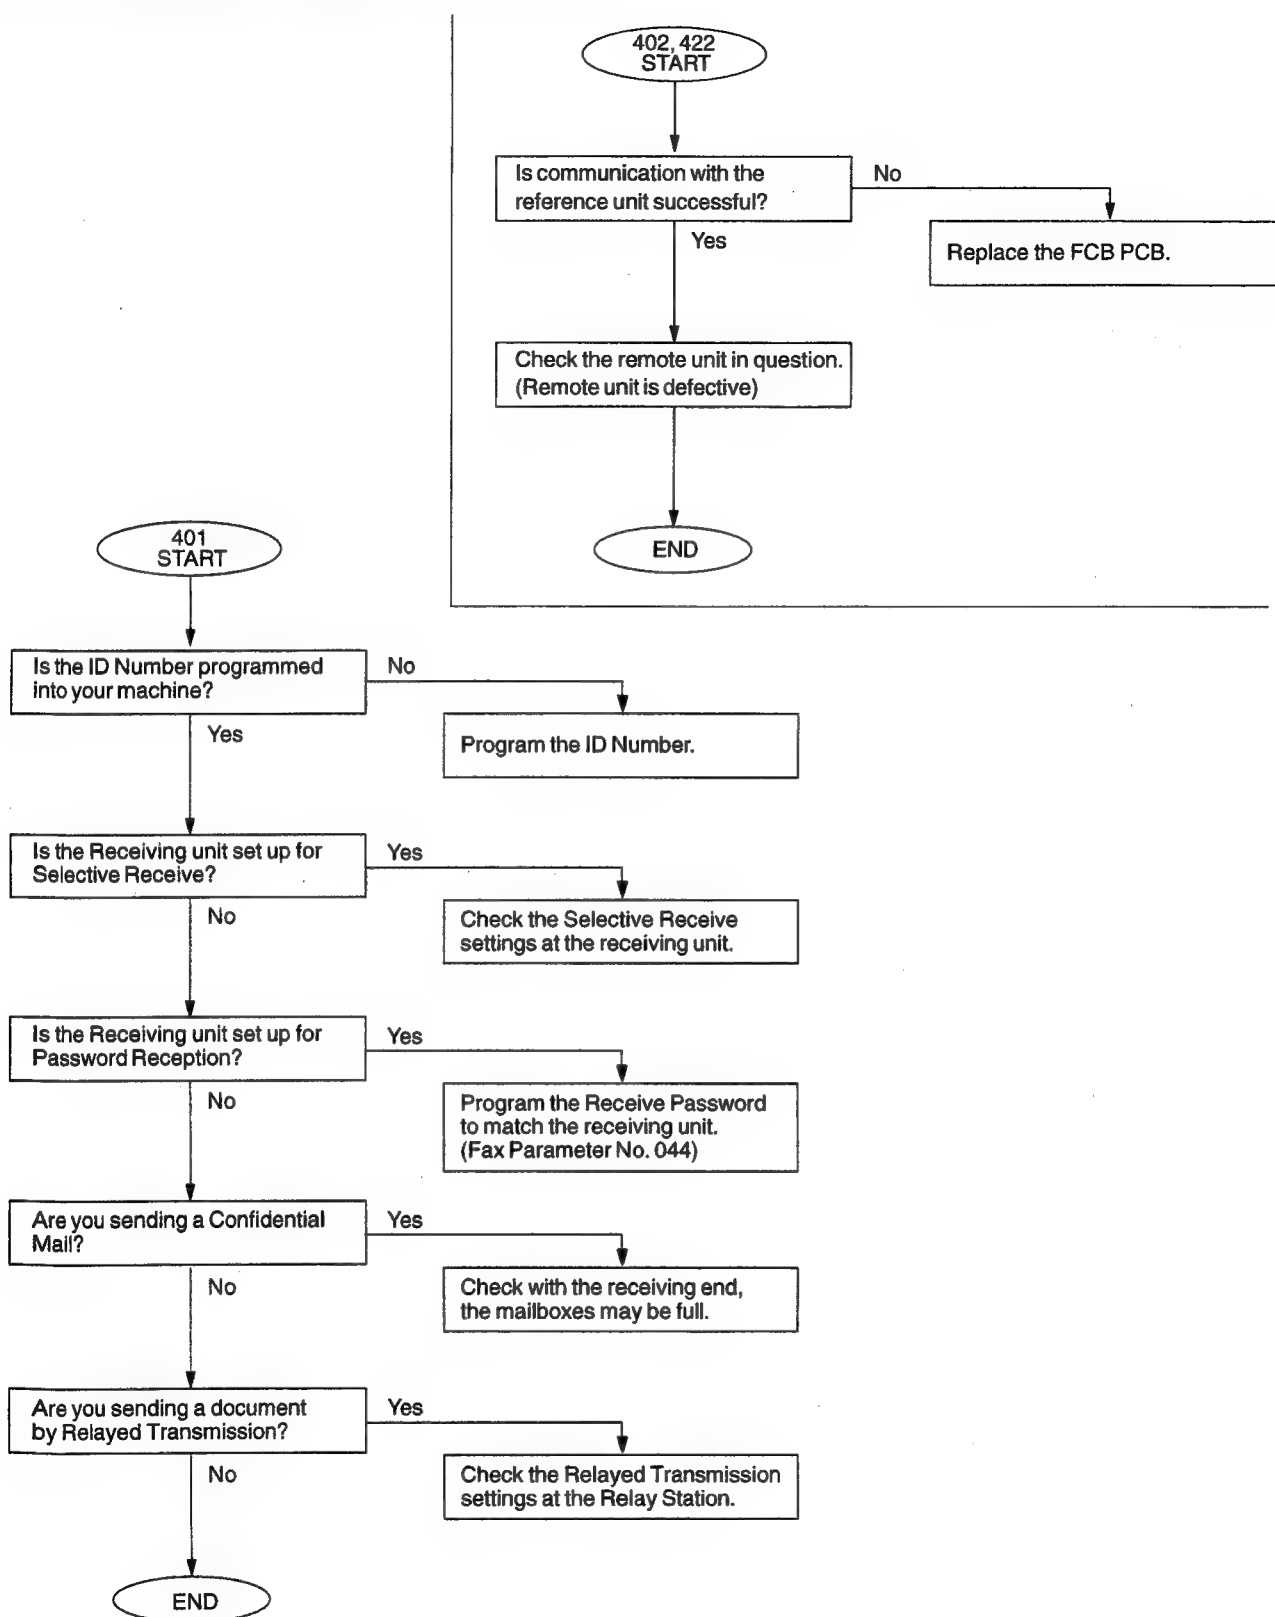 402, 422
START
Is communication with the
reference unit successful?
No
Yes
Replace the FCB PCB.
Check the remote unit in question.
(Remote unit is defective)
END
401
START
Is the ID Number programmed
into your machine?
No
Yes
Program the ID Number.
Is the Receiving unit set up for
Selective Receive?
Yes
No
Check the Selective Receive
settings at the receiving unit.
Is the Receiving unit set up for
Password Reception?
Yes
No
Program the Receive Password
to match the receiving unit.
(Fax Parameter No. 044)
Are you sending a Confidential
Mail?
Yes
No
Check with the receiving end,
the mailboxes may be full.
Are you sending a document
by Relayed Transmission?
Yes
No
Check the Relayed Transmission
settings at the Relay Station.
END